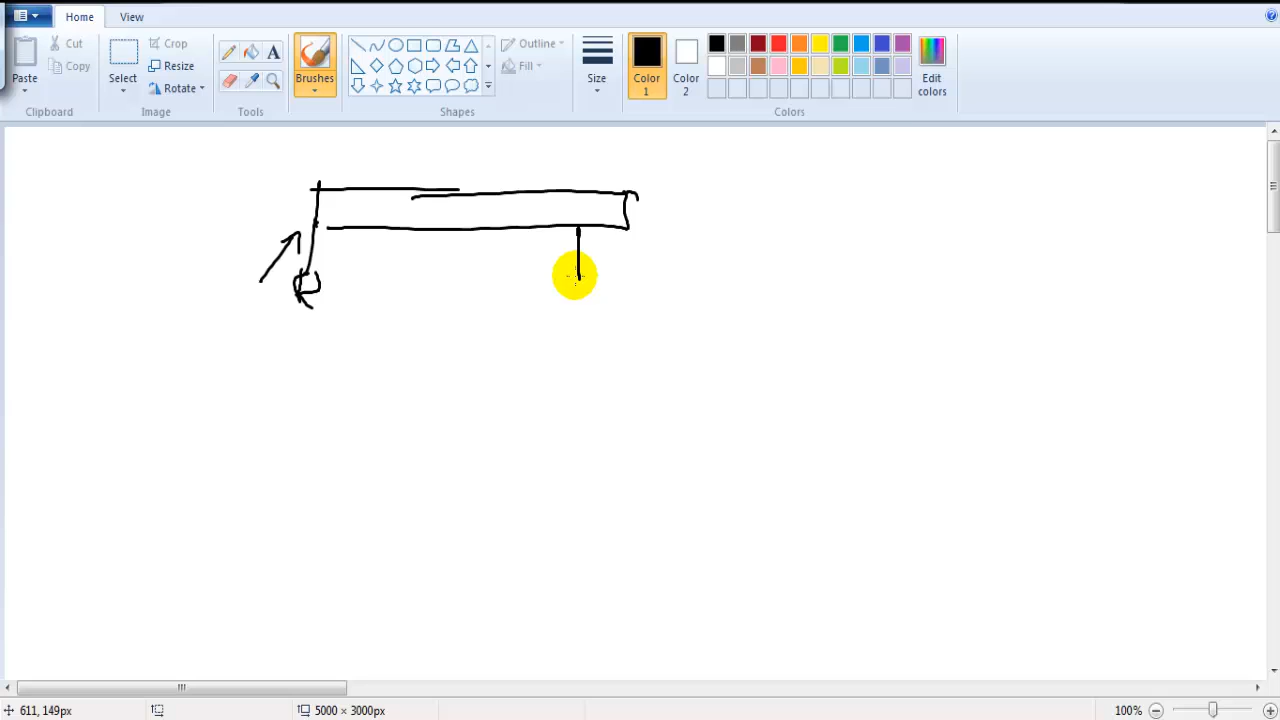 Home View
Paste
Cut
Copy
Clipboard
Select
Crop
Resize
Rotate
Image
A
Tools
Brushes
Outline
Fill
Shapes
Size
Color 1
Color 2
Edit colors
Colors
611, 149px
5000 × 3000px
100%